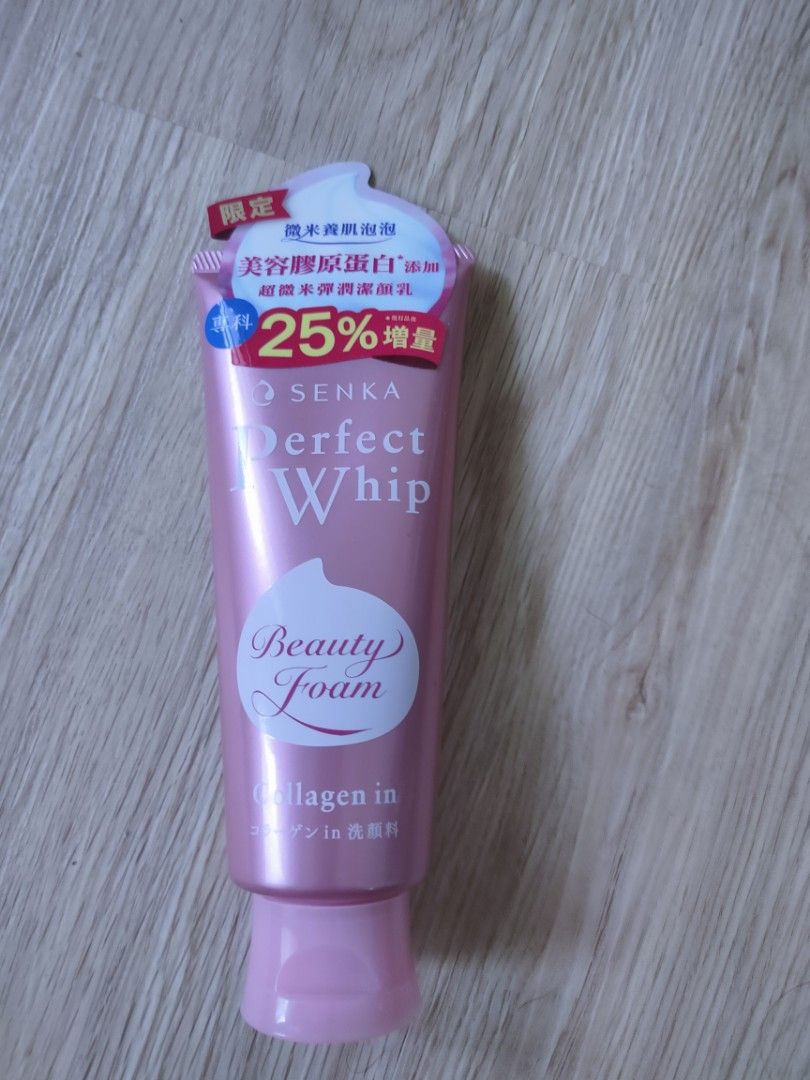 限定
微米養肌泡泡
美容膠原蛋白*添加
超微米彈潤潔顏乳
専科
25%增量
SENKA
Perfect
Whip
Beauty
Foam
Collagen in
コラーゲン in 洗顔料